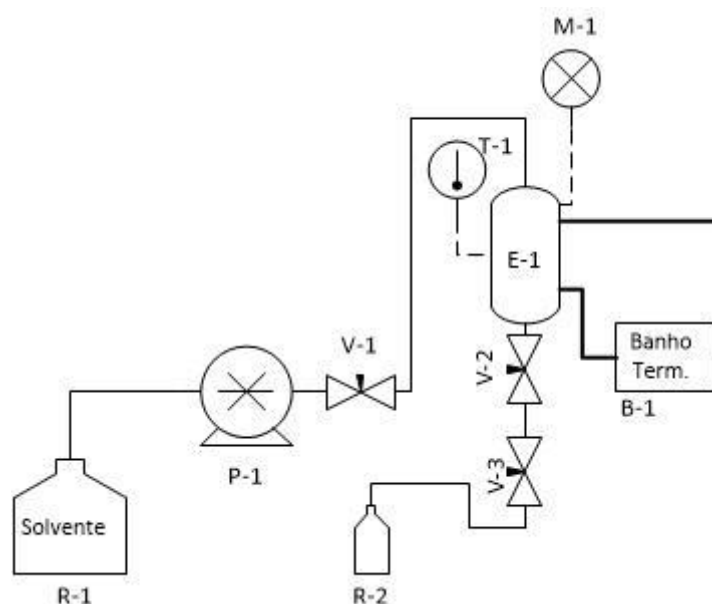 M-1
T-1
E-1
V-1
V-2
Banho
Term.
B-1
P-1
V-3
Solvente
R-1
R-2